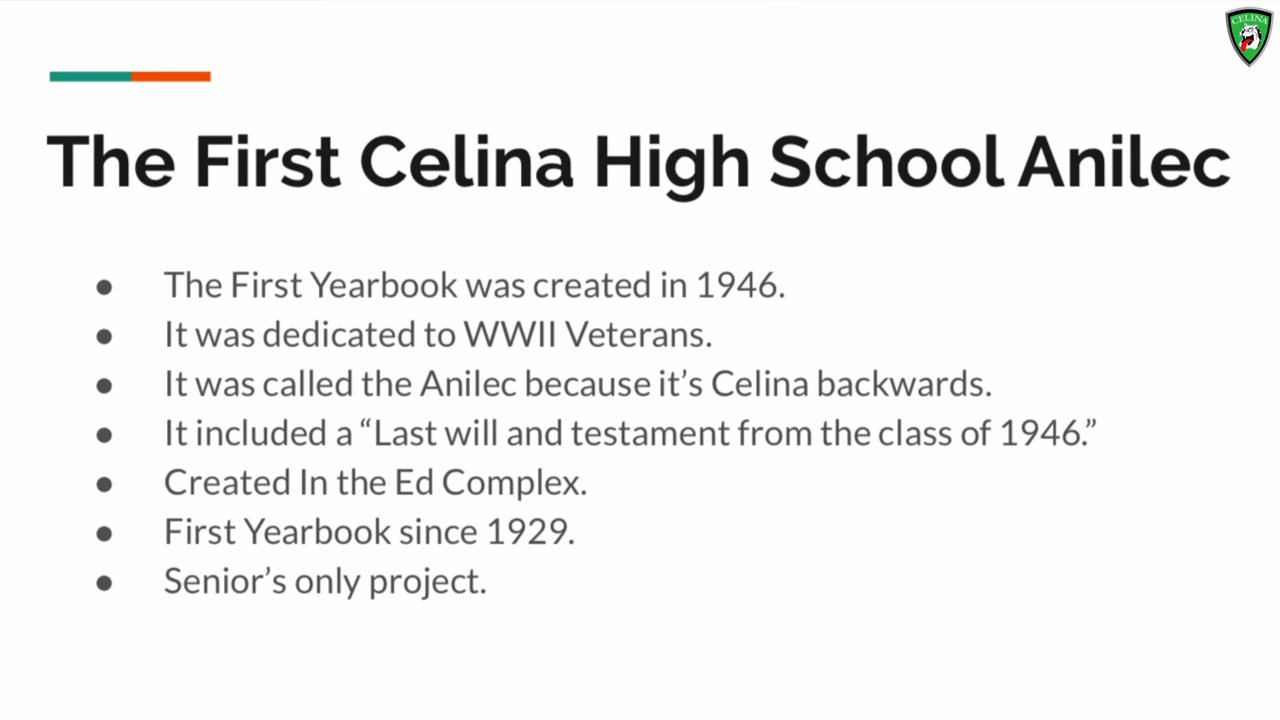 CELINA
The First Celina High School Anilec
● The First Yearbook was created in 1946.
● It was dedicated to WWII Veterans.
● It was called the Anilec because it’s Celina backwards.
● It included a “Last will and testament from the class of 1946.”
● Created In the Ed Complex.
● First Yearbook since 1929.
● Senior’s only project.